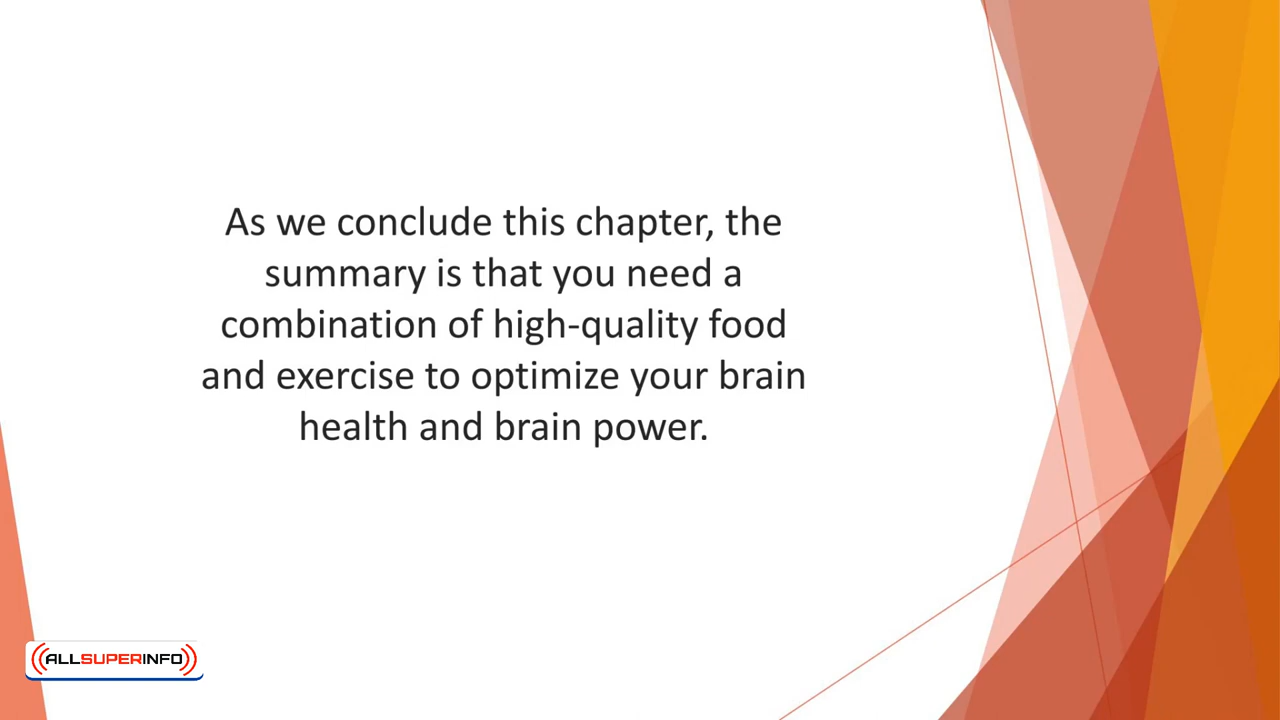 As we conclude this chapter, the
summary is that you need a
combination of high-quality food
and exercise to optimize your brain
health and brain power.
ALLSUPERINFO